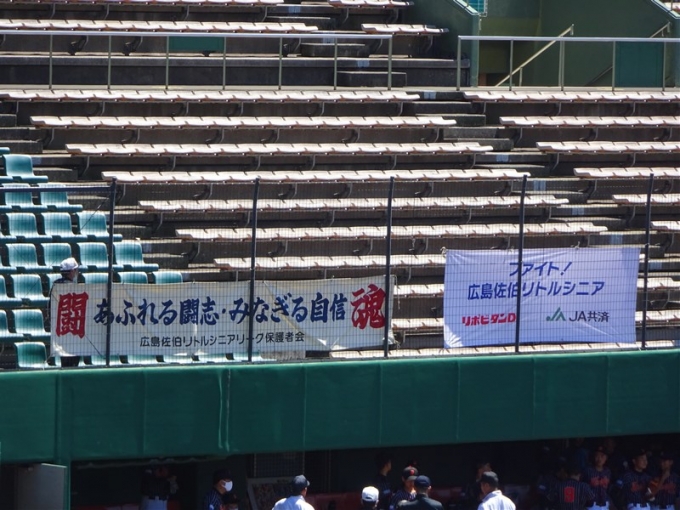 闘 あふれる闘志・みなぎる自信 魂
広島佐伯リトルシニアリーグ保護者会
ファイト!
広島佐伯リトルシニア
リポビタンD JA JA共済